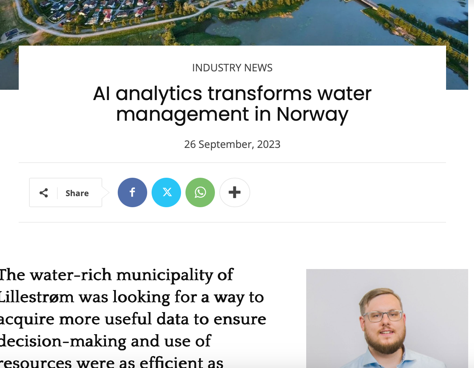 INDUSTRY NEWS
AI analytics transforms water
management in Norway
26 September, 2023
Share
The water-rich municipality of
Lillestrøm was looking for a way to
acquire more useful data to ensure
decision-making and use of
resources were as efficient as